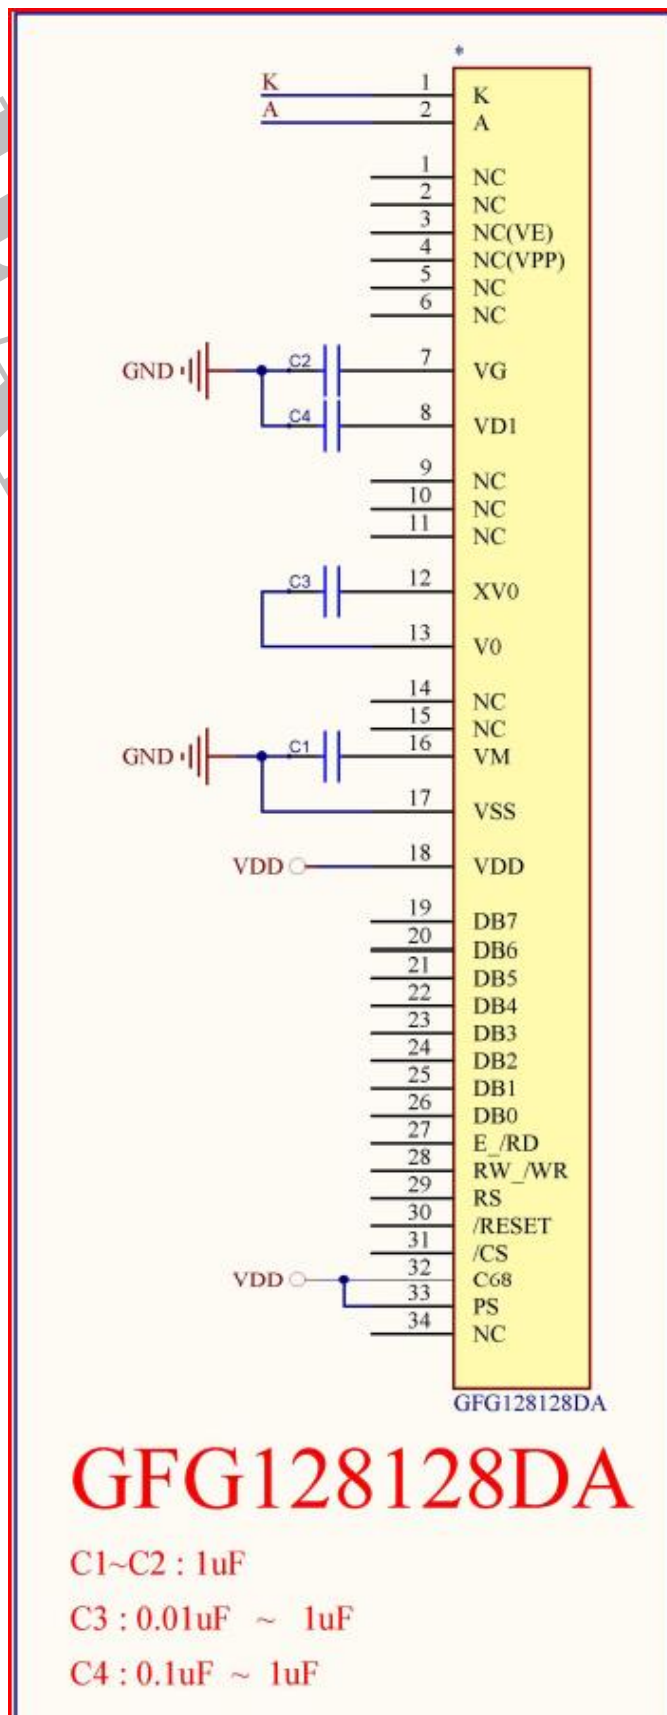 *
K 1 K
A 2 A
1 NC
2 NC
3 NC(VE)
4 NC(VPP)
5 NC
6 NC
GND C2 7 VG
C4 8 VD1
9 NC
10 NC
11 NC
C3 12 XV0
13 V0
14 NC
15 NC
GND C1 16 VM
17 VSS
VDD 18 VDD
19 DB7
20 DB6
21 DB5
22 DB4
23 DB3
24 DB2
25 DB1
26 DB0
27 E_/RD
28 RW_/WR
29 RS
30 /RESET
31 /CS
VDD 32 C68
33 PS
34 NC
GFG128128DA
GFG128128DA
C1~C2 : 1uF
C3 : 0.01uF ~ 1uF
C4 : 0.1uF ~ 1uF